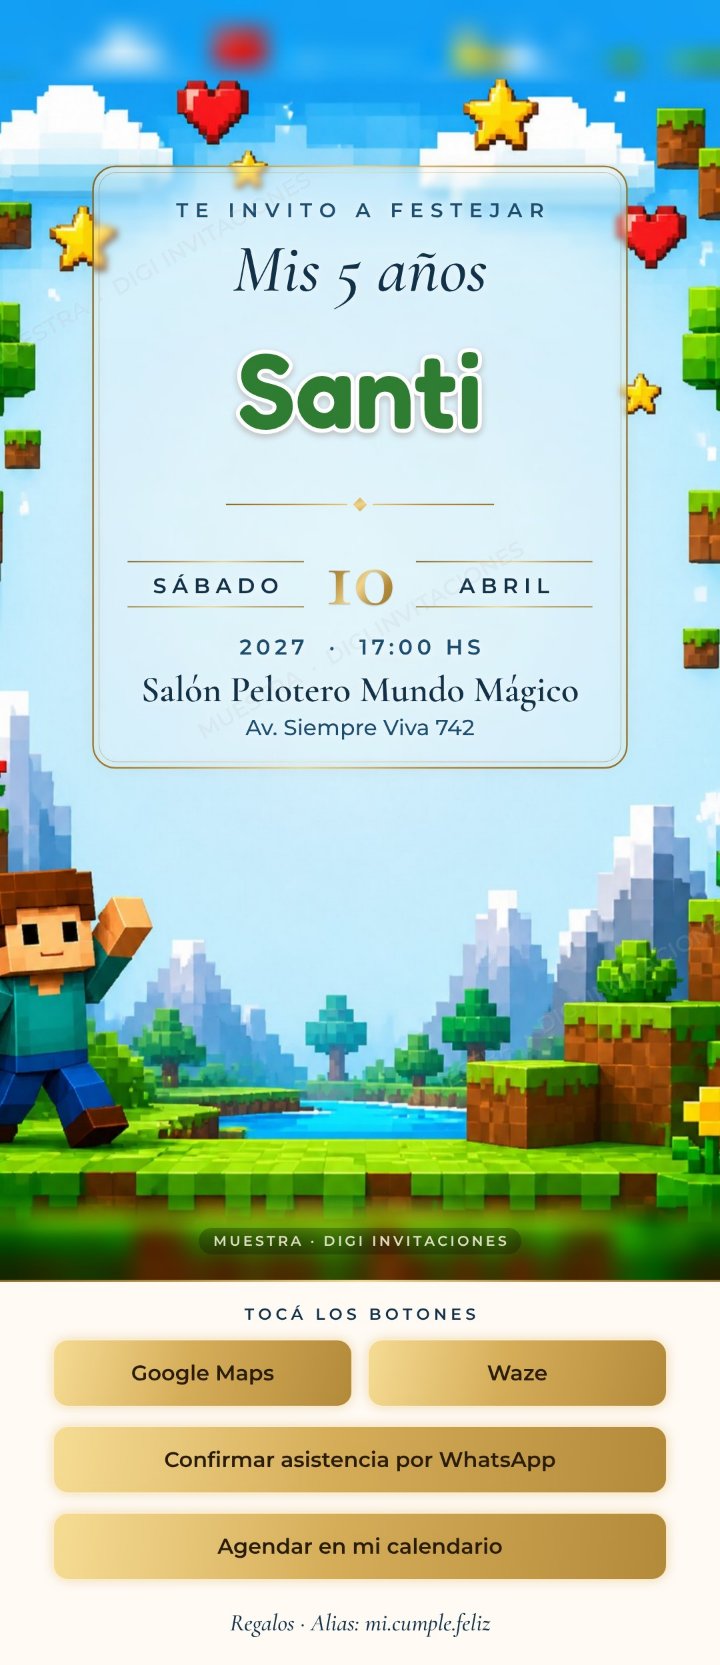 TE INVITO A FESTEJAR
Mis 5 años
Santi
SÁBADO 10 ABRIL
2027 · 17:00 HS
Salón Pelotero Mundo Mágico
Av. Siempre Viva 742
MUESTRA · DIGI INVITACIONES
TOCÁ LOS BOTONES
Google Maps Waze
Confirmar asistencia por WhatsApp
Agendar en mi calendario
Regalos · Alias: mi.cumple.feliz